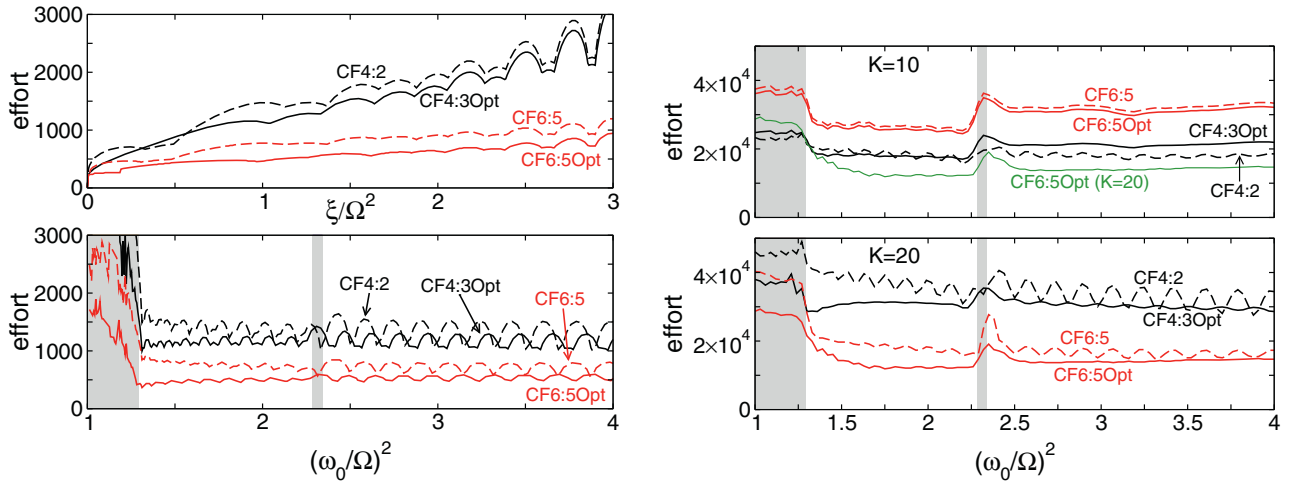 3000
2000
1000
0
effort
CF4:2
CF4:3Opt
CF6:5
CF6:5Opt
0
1
2
3
ξ/Ω²
3000
2000
1000
0
effort
CF4:2
CF4:3Opt
CF6:5
CF6:5Opt
1
2
3
4
(ω₀/Ω)²
K=10
4×10⁴
2×10⁴
0
effort
CF6:5
CF6:5Opt
CF4:3Opt
CF6:5Opt (K=20)
CF4:2
K=20
4×10⁴
2×10⁴
0
effort
CF4:2
CF4:3Opt
CF6:5
CF6:5Opt
1
1.5
2
2.5
3
3.5
4
(ω₀/Ω)²